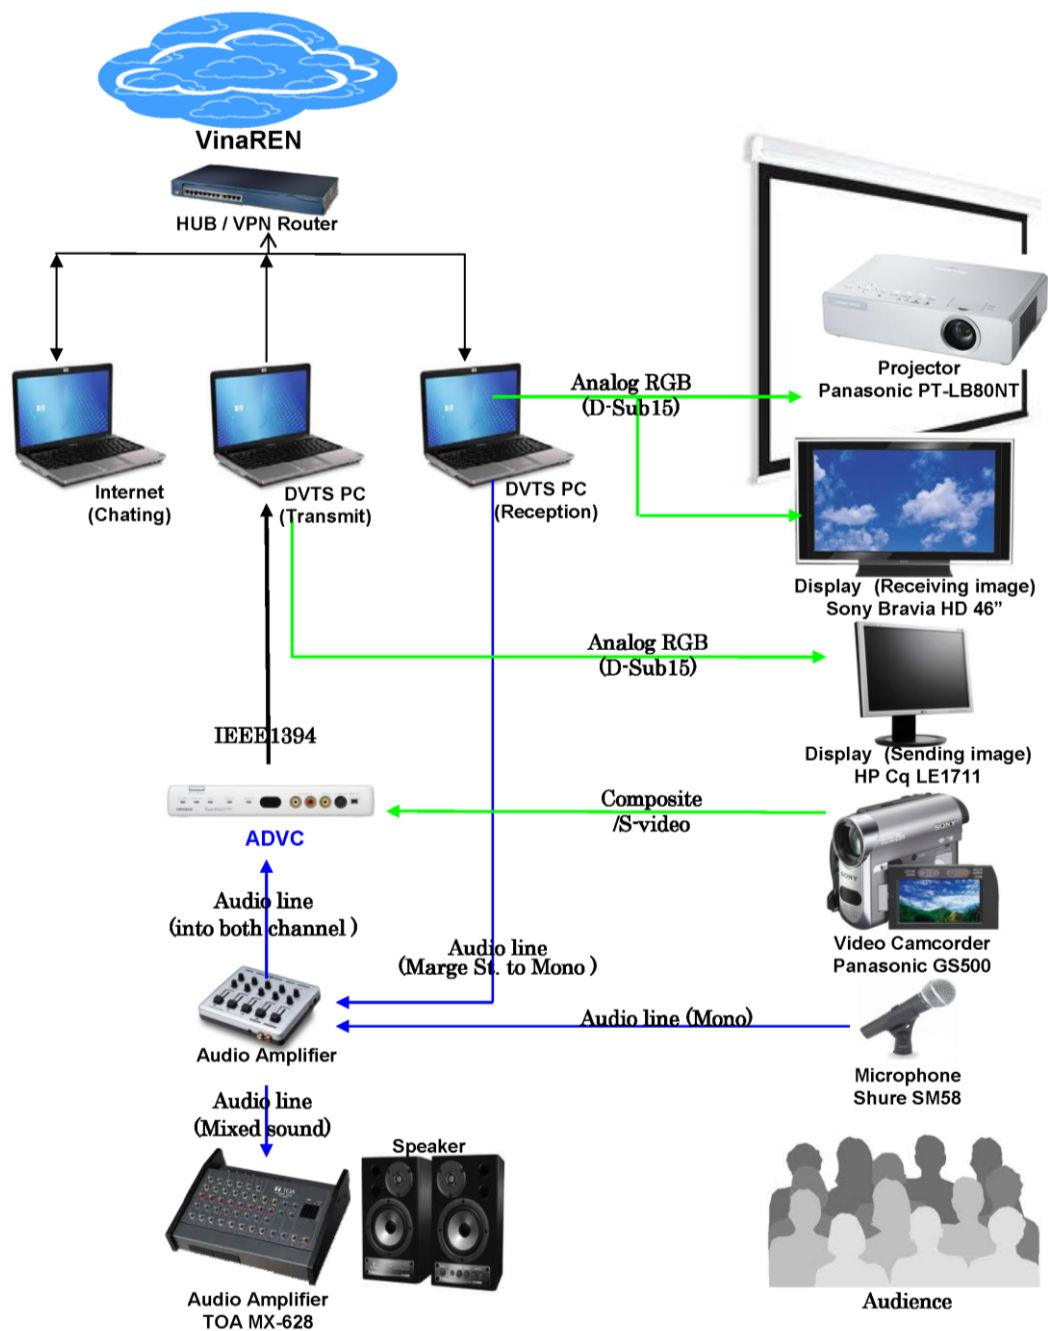 VinaREN
HUB / VPN Router
Projector
Panasonic PT-LB80NT
Analog RGB
(D-Sub15)
Internet
(Chating)
DVTS PC
(Transmit)
DVTS PC
(Reception)
Display (Receiving image)
Sony Bravia HD 46”
Analog RGB
(D-Sub15)
IEEE1394
Display (Sending image)
HP Cq LE1711
Composite
/S-video
SONY
SONY
ADVC
Audio line
(into both channel )
Audio line
(Marge St. to Mono )
Video Camcorder
Panasonic GS500
Audio line (Mono)
Audio Amplifier
Microphone
Shure SM58
Audio line
(Mixed sound)
Speaker
TOA
Audio Amplifier
TOA MX-628
Audience